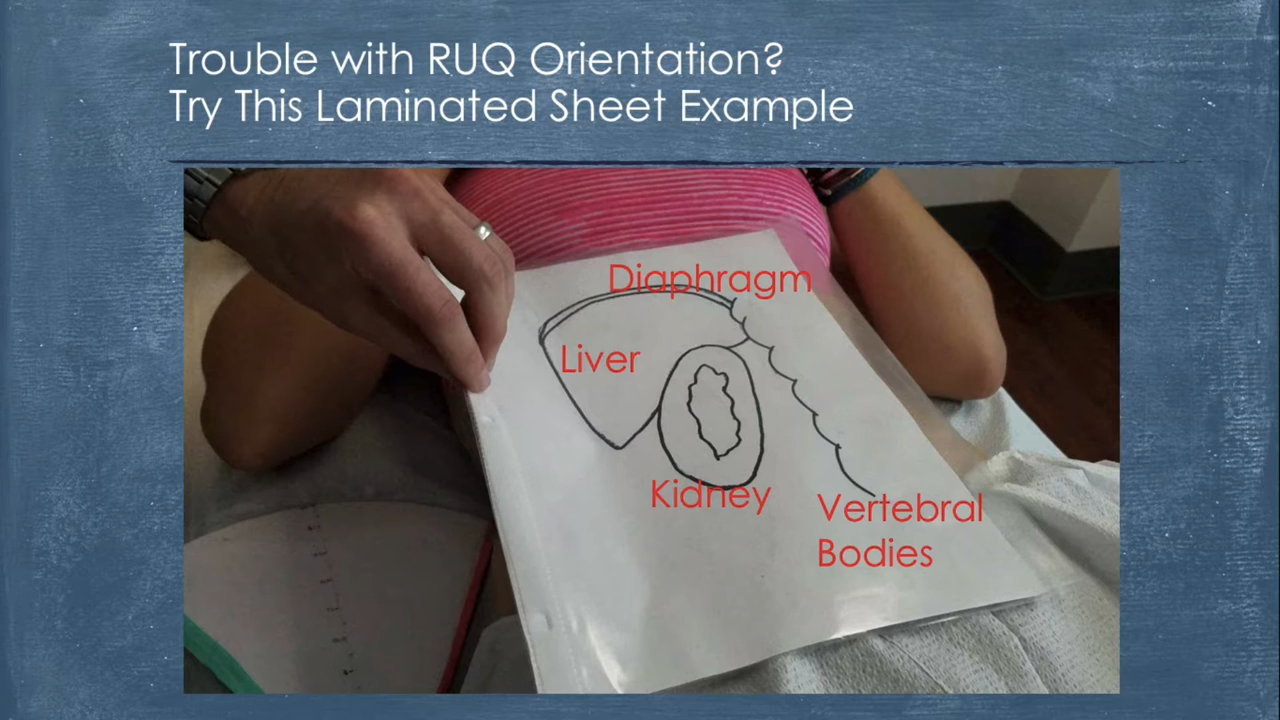 Trouble with RUQ Orientation?
Try This Laminated Sheet Example
Diaphragm
Liver
Kidney
Vertebral
Bodies